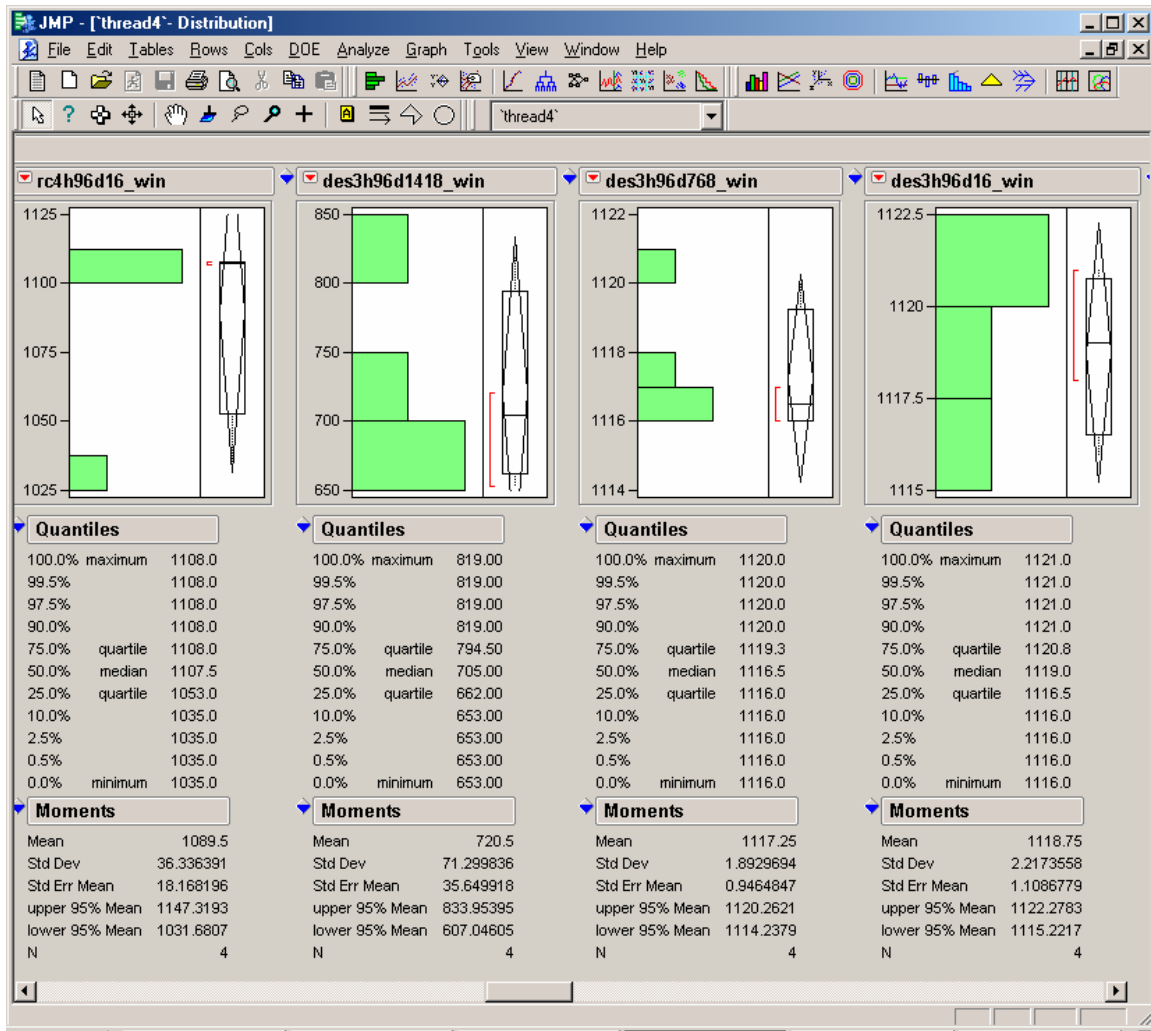 JMP - [`thread4`- Distribution]
File Edit Tables Rows Cols DOE Analyze Graph Tools View Window Help
`thread4`
rc4h96d16_win
1125
1100
1075
1050
1025
Quantiles
100.0% maximum 1108.0
99.5% 1108.0
97.5% 1108.0
90.0% 1108.0
75.0% quartile 1108.0
50.0% median 1107.5
25.0% quartile 1053.0
10.0% 1035.0
2.5% 1035.0
0.5% 1035.0
0.0% minimum 1035.0
Moments
Mean 1089.5
Std Dev 36.336391
Std Err Mean 18.168196
upper 95% Mean 1147.3193
lower 95% Mean 1031.6807
N 4
des3h96d1418_win
850
800
750
700
650
Quantiles
100.0% maximum 819.00
99.5% 819.00
97.5% 819.00
90.0% 819.00
75.0% quartile 794.50
50.0% median 705.00
25.0% quartile 662.00
10.0% 653.00
2.5% 653.00
0.5% 653.00
0.0% minimum 653.00
Moments
Mean 720.5
Std Dev 71.299836
Std Err Mean 35.649918
upper 95% Mean 833.95395
lower 95% Mean 607.04605
N 4
des3h96d768_win
1122
1120
1118
1116
1114
Quantiles
100.0% maximum 1120.0
99.5% 1120.0
97.5% 1120.0
90.0% 1120.0
75.0% quartile 1119.3
50.0% median 1116.5
25.0% quartile 1116.0
10.0% 1116.0
2.5% 1116.0
0.5% 1116.0
0.0% minimum 1116.0
Moments
Mean 1117.25
Std Dev 1.8929694
Std Err Mean 0.9464847
upper 95% Mean 1120.2621
lower 95% Mean 1114.2379
N 4
des3h96d16_win
1122.5
1120
1117.5
1115
Quantiles
100.0% maximum 1121.0
99.5% 1121.0
97.5% 1121.0
90.0% 1121.0
75.0% quartile 1120.8
50.0% median 1119.0
25.0% quartile 1116.5
10.0% 1116.0
2.5% 1116.0
0.5% 1116.0
0.0% minimum 1116.0
Moments
Mean 1118.75
Std Dev 2.2173558
Std Err Mean 1.1086779
upper 95% Mean 1122.2783
lower 95% Mean 1115.2217
N 4